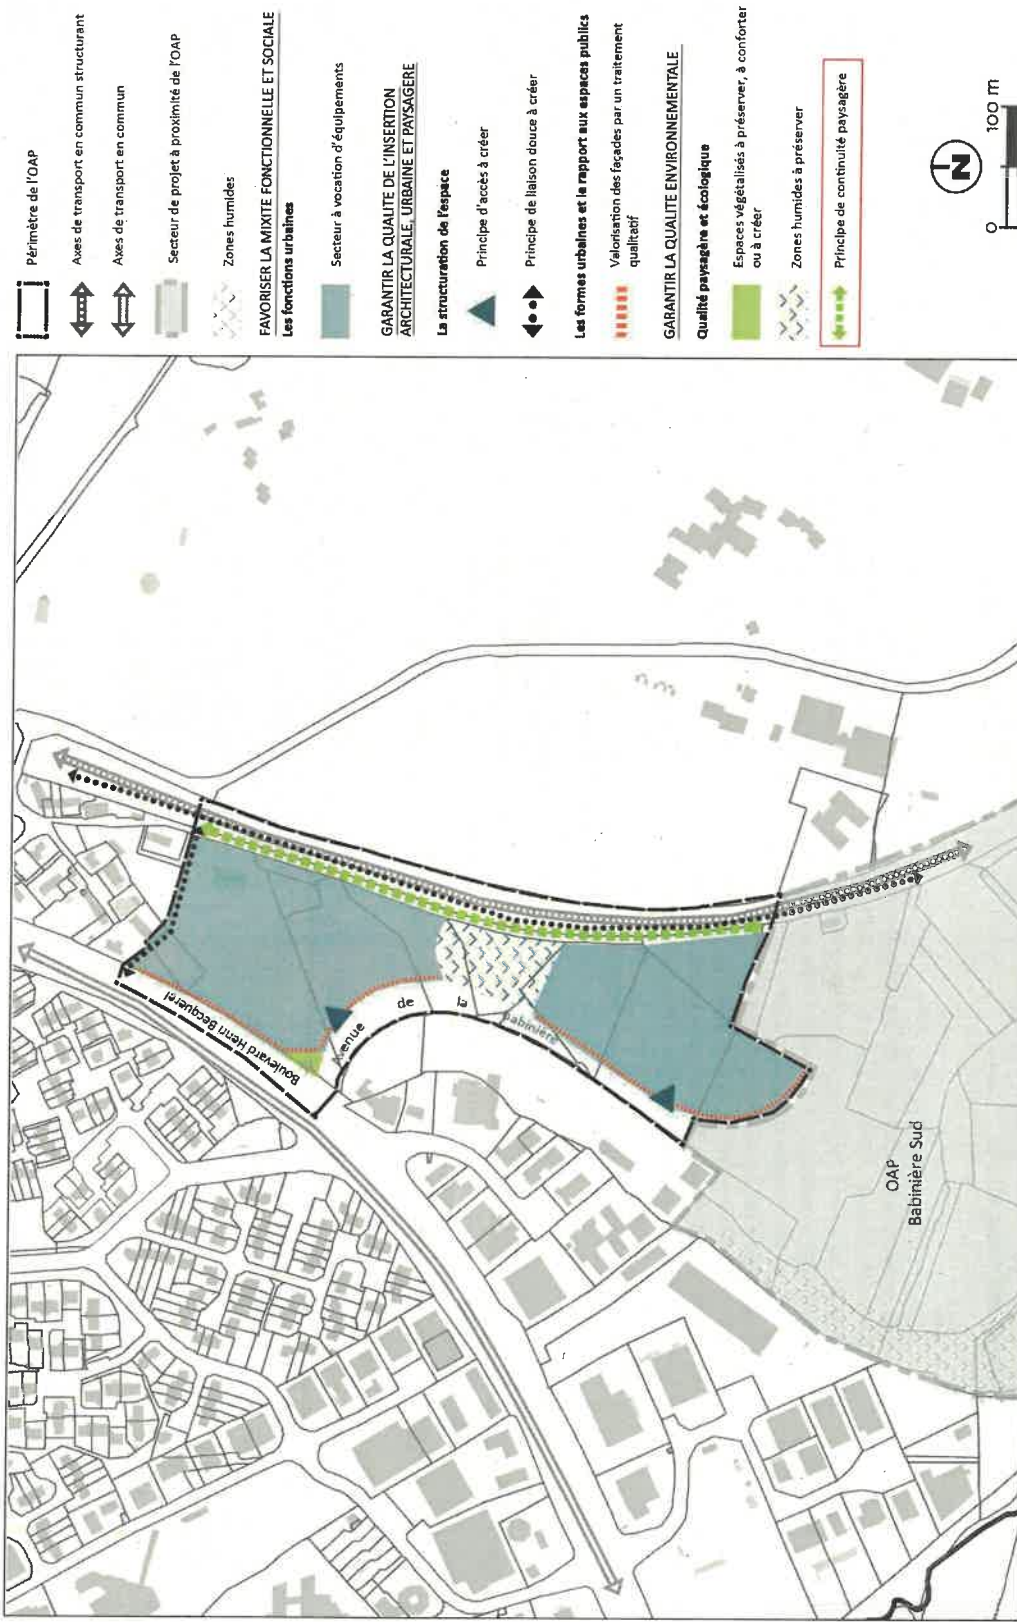 Périmètre de l'OAP
Axes de transport en commun structurant
Axes de transport en commun
Secteur de projet à proximité de l'OAP
Zones humides
FAVORISER LA MIXITE FONCTIONNELLE ET SOCIALE
Les fonctions urbaines
Secteur à vocation d'équipements
GARANTIR LA QUALITE DE L'INSERTION
ARCHITECTURALE, URBAINE ET PAYSAGERE
La structuration de l'espace
Principe d'accès à créer
Principe de liaison douce à créer
Les formes urbaines et le rapport aux espaces publics
Valorisation des façades par un traitement
qualitatif
GARANTIR LA QUALITE ENVIRONNEMENTALE
Qualité paysagère et écologique
Espaces végétalisés à préserver, à conforter
ou à créer
Zones humides à préserver
Principe de continuité paysagère
N
0 100 m
Boulevard Henri Becquerel
Avenue de la babinière
OAP
Babinière Sud